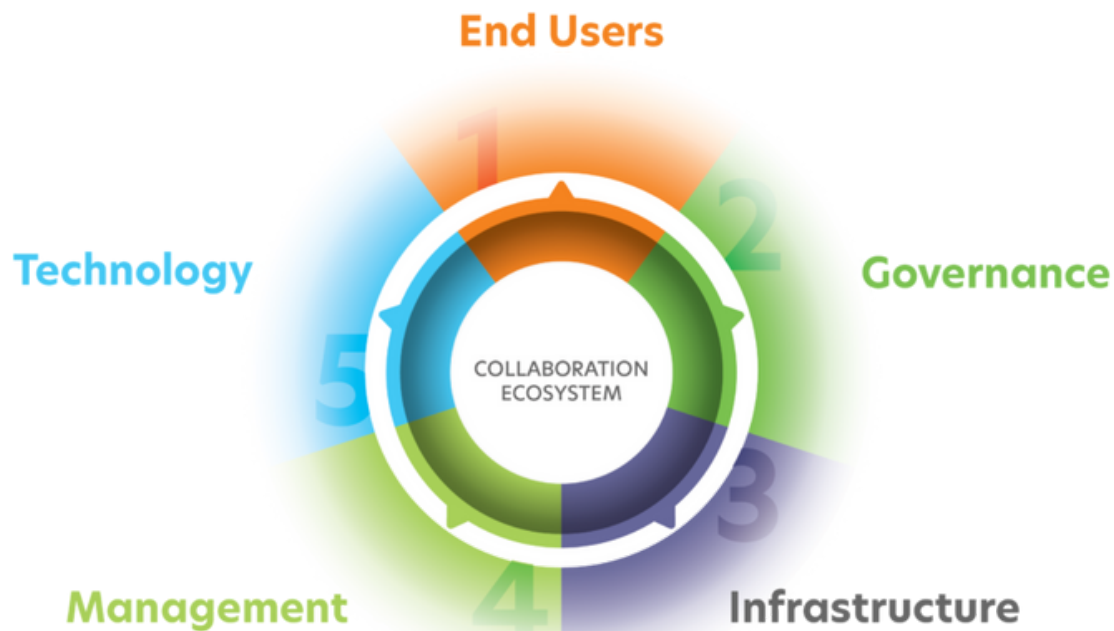 End Users
1
2
Technology
Governance
5
COLLABORATION
ECOSYSTEM
3
4
Management
Infrastructure